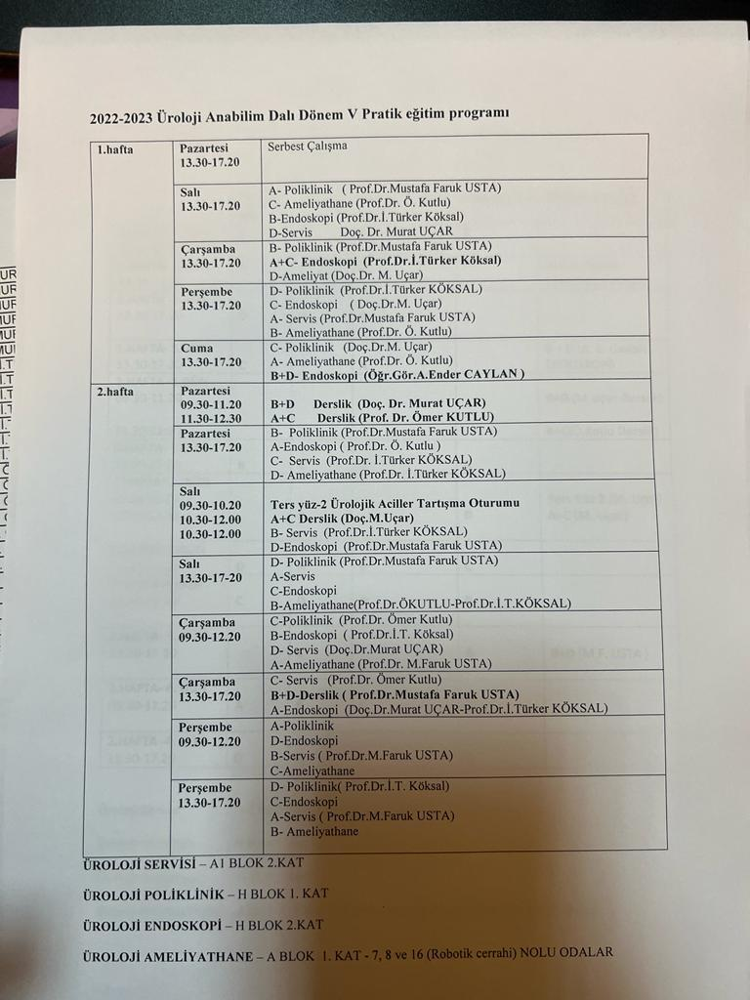 2022-2023 Üroloji Anabilim Dalı Dönem V Pratik eğitim programı
1.hafta
Pazartesi
13.30-17.20
Serbest Çalışma
Salı
13.30-17.20
A- Poliklinik ( Prof.Dr.Mustafa Faruk USTA)
C- Ameliyathane (Prof.Dr. Ö. Kutlu)
B-Endoskopi (Prof.Dr.İ.Türker Köksal)
D-Servis Doç. Dr. Murat UÇAR
Çarşamba
13.30-17.20
B- Poliklinik (Prof.Dr.Mustafa Faruk USTA)
A+C- Endoskopi (Prof.Dr.İ.Türker Köksal)
D-Ameliyat (Doç.Dr. M. Uçar)
Perşembe
13.30-17.20
D- Poliklinik (Prof.Dr.İ.Türker KÖKSAL)
C- Endoskopi ( Doç.Dr.M. Uçar)
A- Servis (Prof.Dr.Mustafa Faruk USTA)
B- Ameliyathane (Prof.Dr. Ö. Kutlu)
Cuma
13.30-17.20
C- Poliklinik (Doç.Dr.M. Uçar)
A- Ameliyathane (Prof.Dr. Ö. Kutlu)
B+D- Endoskopi (Öğr.Gör.A.Ender CAYLAN )
2.hafta
Pazartesi
09.30-11.20
11.30-12.30
B+D Derslik (Doç. Dr. Murat UÇAR)
A+C Derslik (Prof. Dr. Ömer KUTLU)
Pazartesi
13.30-17.20
B- Poliklinik (Prof.Dr.Mustafa Faruk USTA)
A-Endoskopi ( Prof.Dr. Ö. Kutlu )
C- Servis (Prof.Dr. İ.Türker KÖKSAL)
D- Ameliyathane (Prof.Dr. İ.Türker KÖKSAL)
Salı
09.30-10.20
10.30-12.00
10.30-12.00
Ters yüz-2 Ürolojik Aciller Tartışma Oturumu
A+C Derslik (Doç.M.Uçar)
B- Servis (Prof.Dr.İ.Türker KÖKSAL)
D-Endoskopi (Prof.Dr.Mustafa Faruk USTA)
Salı
13.30-17-20
D- Poliklinik (Prof.Dr.Mustafa Faruk USTA)
A-Servis
C-Endoskopi
B-Ameliyathane(Prof.Dr.ÖKUTLU-Prof.Dr.İ.T.KÖKSAL)
Çarşamba
09.30-12.20
C-Poliklinik (Prof.Dr. Ömer Kutlu)
B-Endoskopi ( Prof.Dr.İ.T. Köksal)
D- Servis (Doç.Dr.Murat UÇAR)
A-Ameliyathane (Prof.Dr. M.Faruk USTA)
Çarşamba
13.30-17.20
C- Servis (Prof.Dr. Ömer Kutlu)
B+D-Derslik ( Prof.Dr.Mustafa Faruk USTA)
A-Endoskopi (Doç.Dr.Murat UÇAR-Prof.Dr.İ.Türker KÖKSAL)
Perşembe
09.30-12.20
A-Poliklinik
D-Endoskopi
B-Servis ( Prof.Dr.M.Faruk USTA)
C-Ameliyathane
Perşembe
13.30-17.20
D- Poliklinik( Prof.Dr.İ.T. Köksal)
C-Endoskopi
A-Servis ( Prof.Dr.M.Faruk USTA)
B- Ameliyathane
ÜROLOJİ SERVİSİ – A1 BLOK 2.KAT
ÜROLOJİ POLİKLİNİK – H BLOK 1. KAT
ÜROLOJİ ENDOSKOPİ – H BLOK 2.KAT
ÜROLOJİ AMELİYATHANE – A BLOK 1. KAT - 7, 8 ve 16 (Robotik cerrahi) NOLU ODALAR